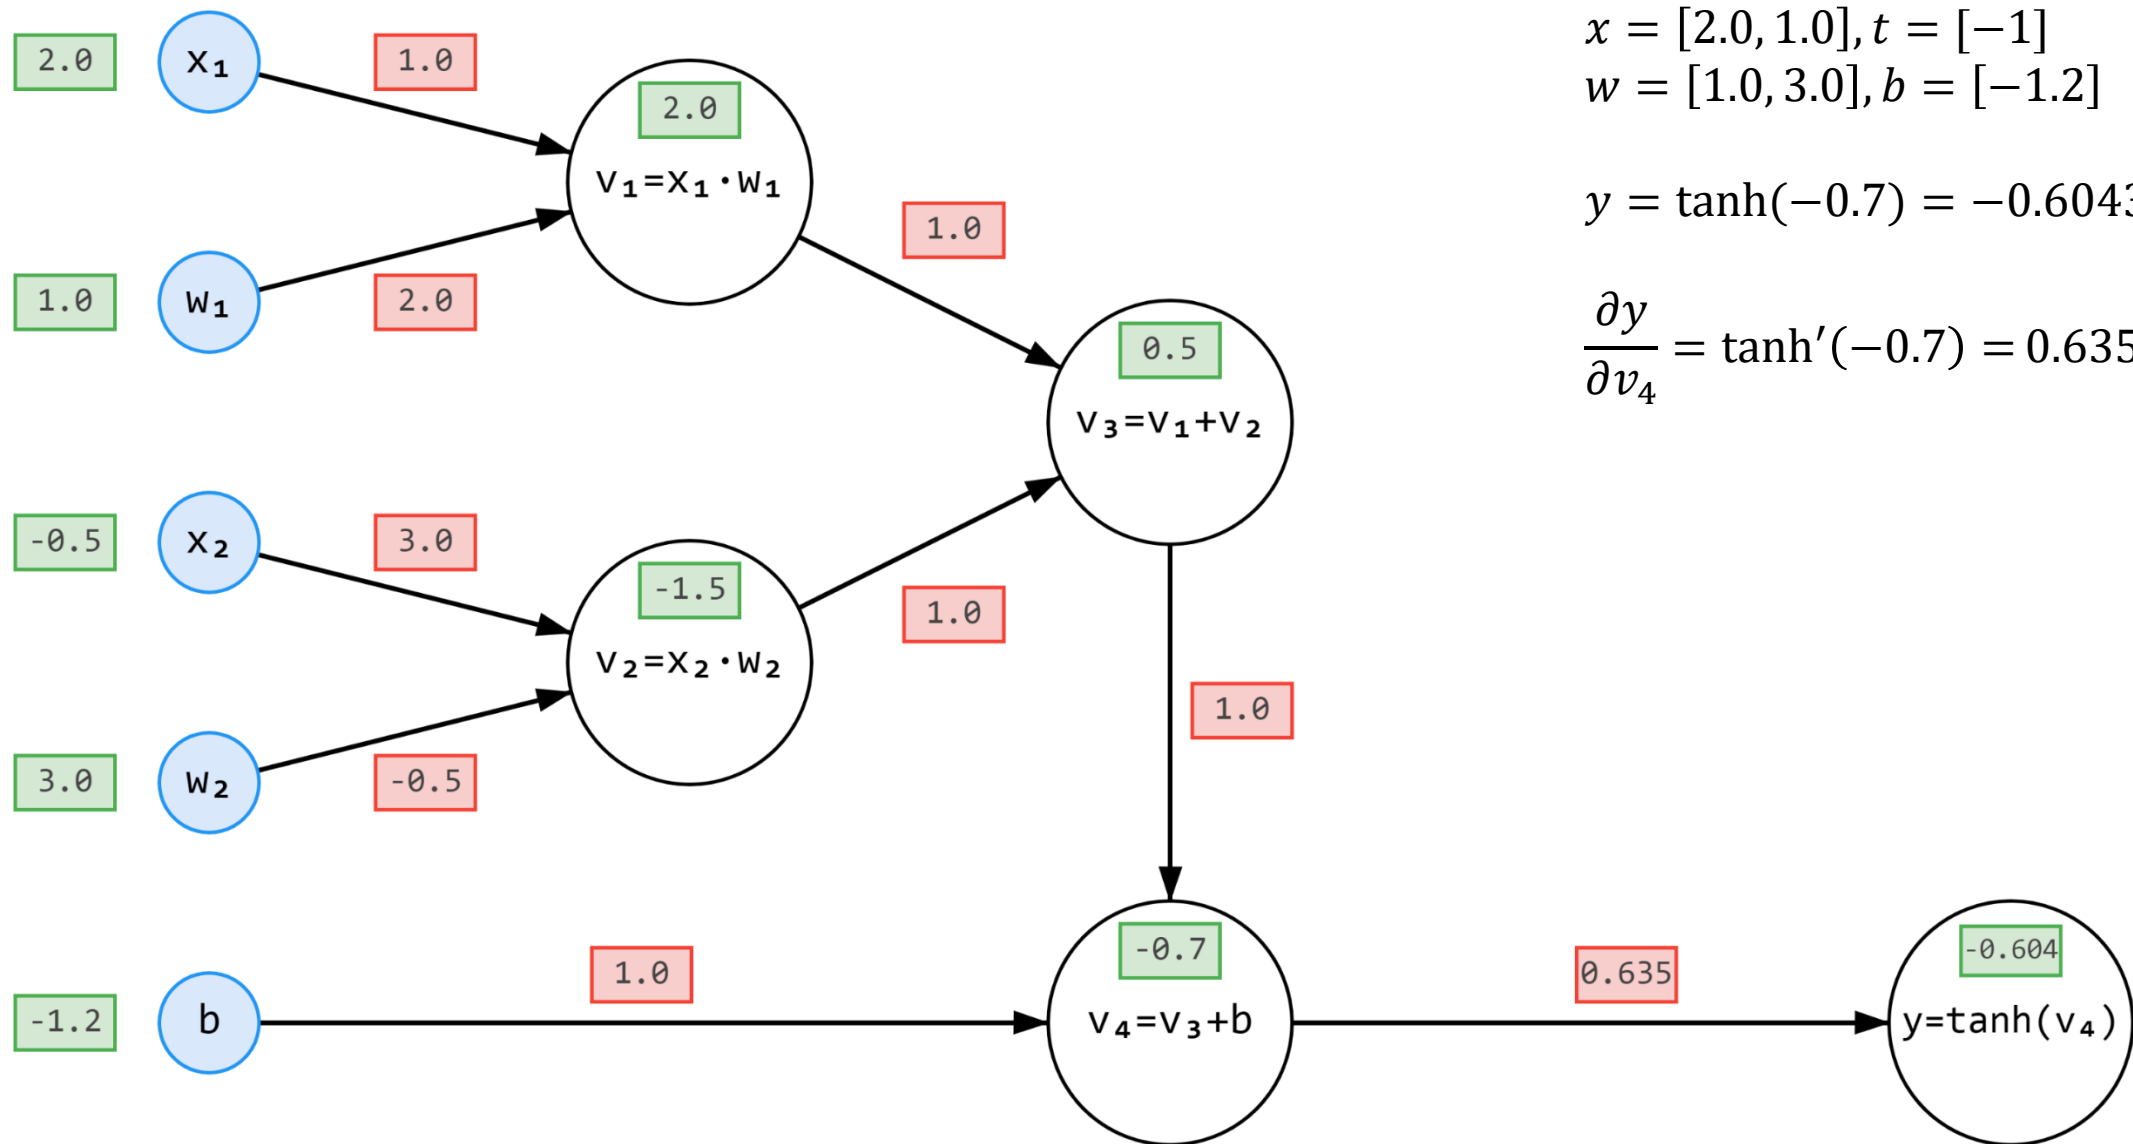 2.0
x₁
1.0
2.0
v₁=x₁·w₁
1.0
w₁
2.0
1.0
0.5
v₃=v₁+v₂
-0.5
x₂
3.0
-1.5
v₂=x₂·w₂
1.0
3.0
w₂
-0.5
1.0
-1.2
b
1.0
-0.7
v₄=v₃+b
0.635
-0.604
y=tanh(v₄)
x = [2.0, 1.0], t = [−1]
w = [1.0, 3.0], b = [−1.2]
y = tanh(−0.7) = −0.6043
∂y/∂v₄ = tanh′(−0.7) = 0.635